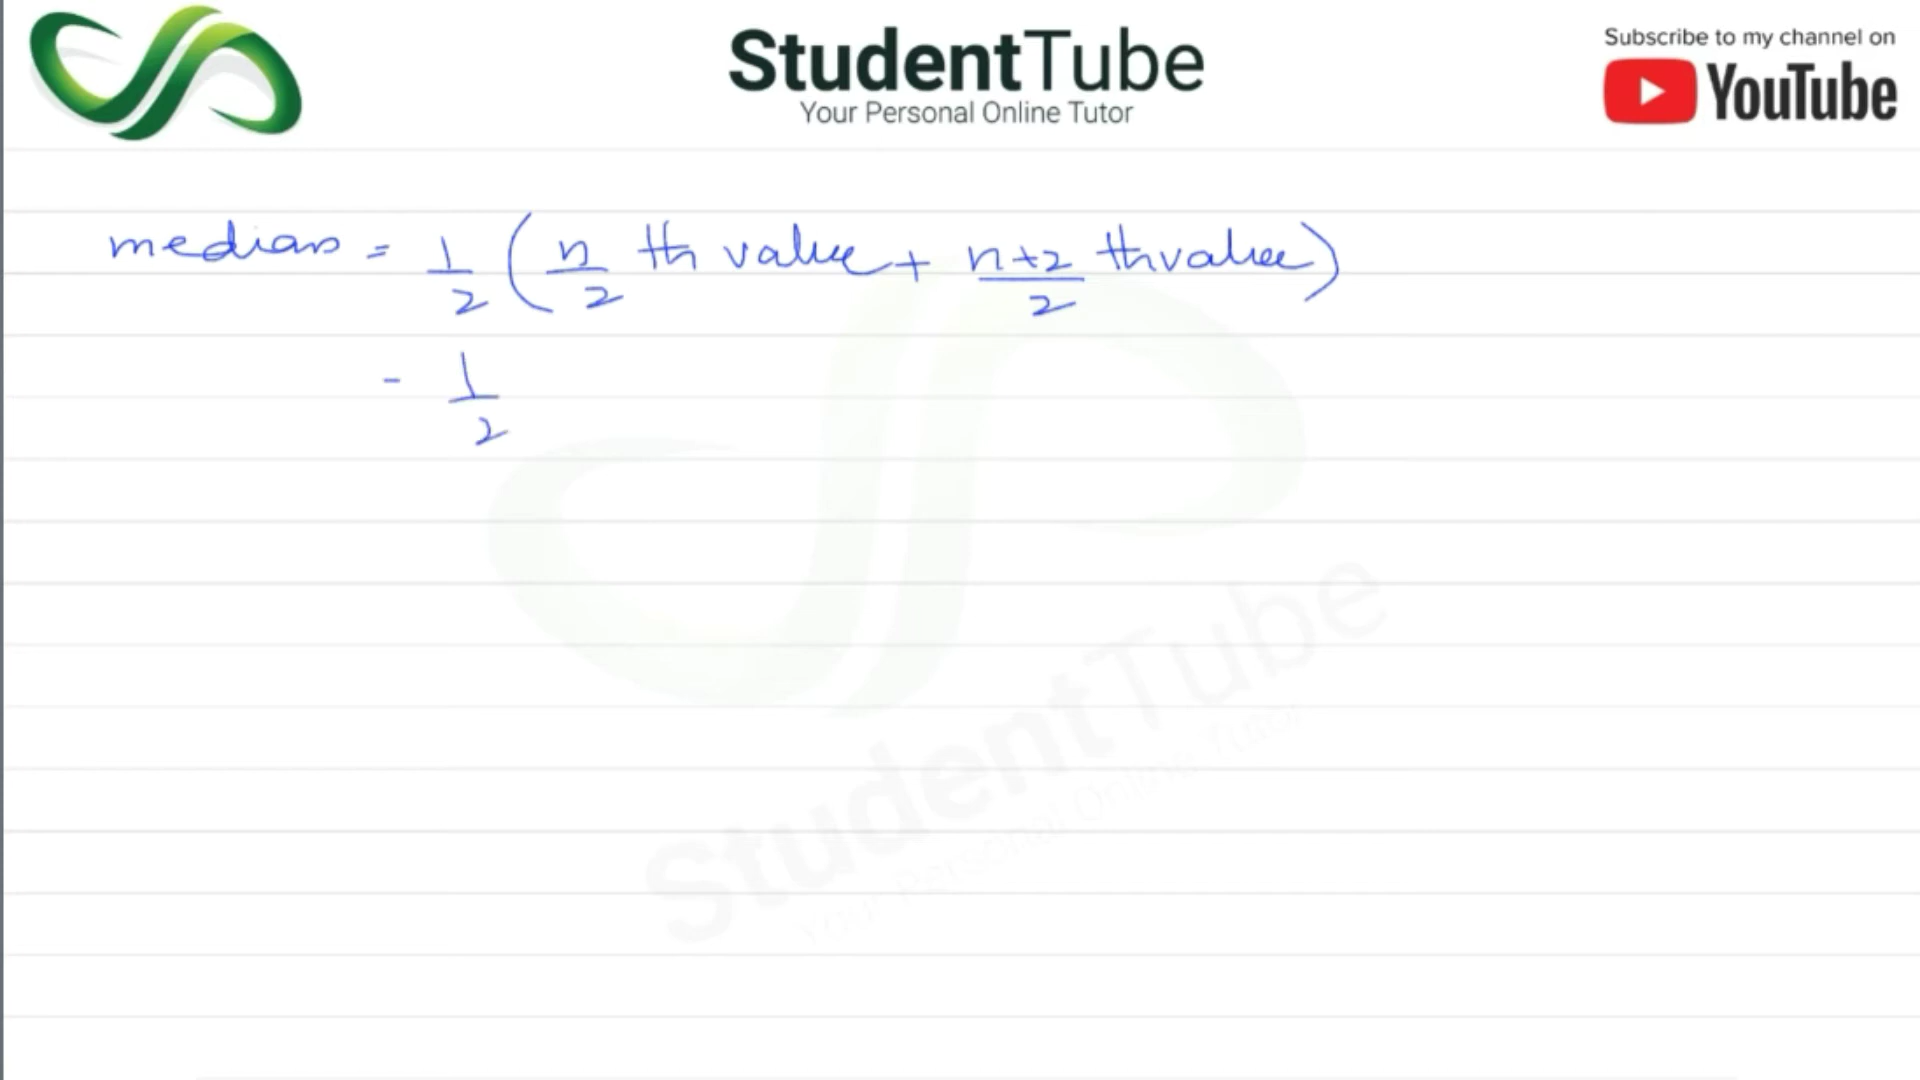 StudentTube
Your Personal Online Tutor
Subscribe to my channel on
YouTube
median = 1/2 ( n/2 th value + n+2/2 th value )
- 1/2
StudentTube
Your Personal Online Tutor